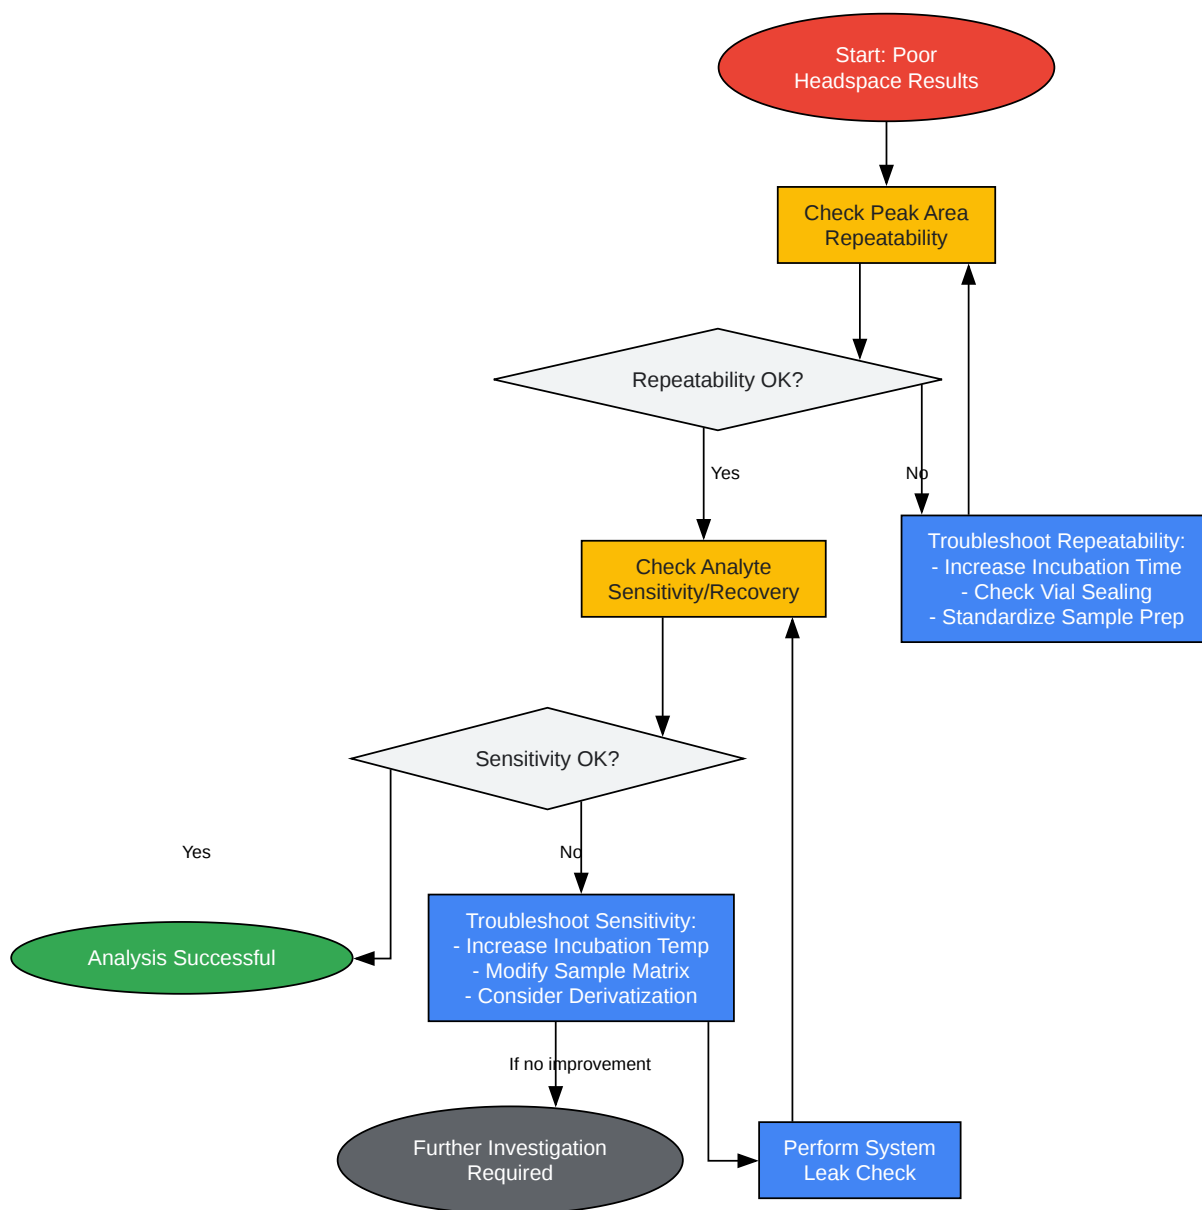 Start: Poor
Headspace Results
Check Peak Area
Repeatability
Repeatability OK?
Yes
No
Troubleshoot Repeatability:
- Increase Incubation Time
- Check Vial Sealing
- Standardize Sample Prep
Check Analyte
Sensitivity/Recovery
Sensitivity OK?
Yes
No
Analysis Successful
Troubleshoot Sensitivity:
- Increase Incubation Temp
- Modify Sample Matrix
- Consider Derivatization
If no improvement
Further Investigation
Required
Perform System
Leak Check